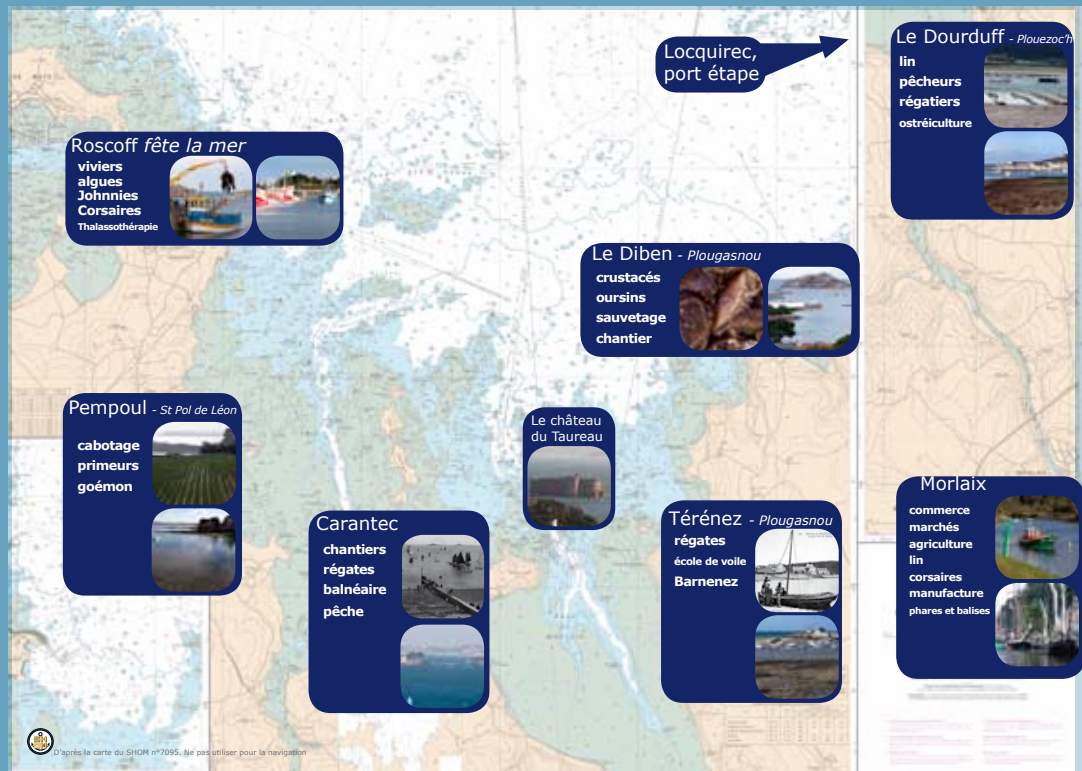 Locquirec,
port étape
Le Dourduff - Plouezoc'h
lin
pêcheurs
régatiers
ostréiculture
Roscoff fête la mer
viviers
algues
Johnnies
Corsaires
Thalassothérapie
Le Diben - Plougasnou
crustacés
oursins
sauvetage
chantier
Pempoul - St Pol de Léon
cabotage
primeurs
goémon
Le château
du Taureau
Carantec
chantiers
régates
balnéaire
pêche
Térénez - Plougasnou
régates
école de voile
Barnenez
Morlaix
commerce
marchés
agriculture
lin
corsaires
manufacture
phares et balises
D'après la carte du SHOM n°7095. Ne pas utiliser pour la navigation